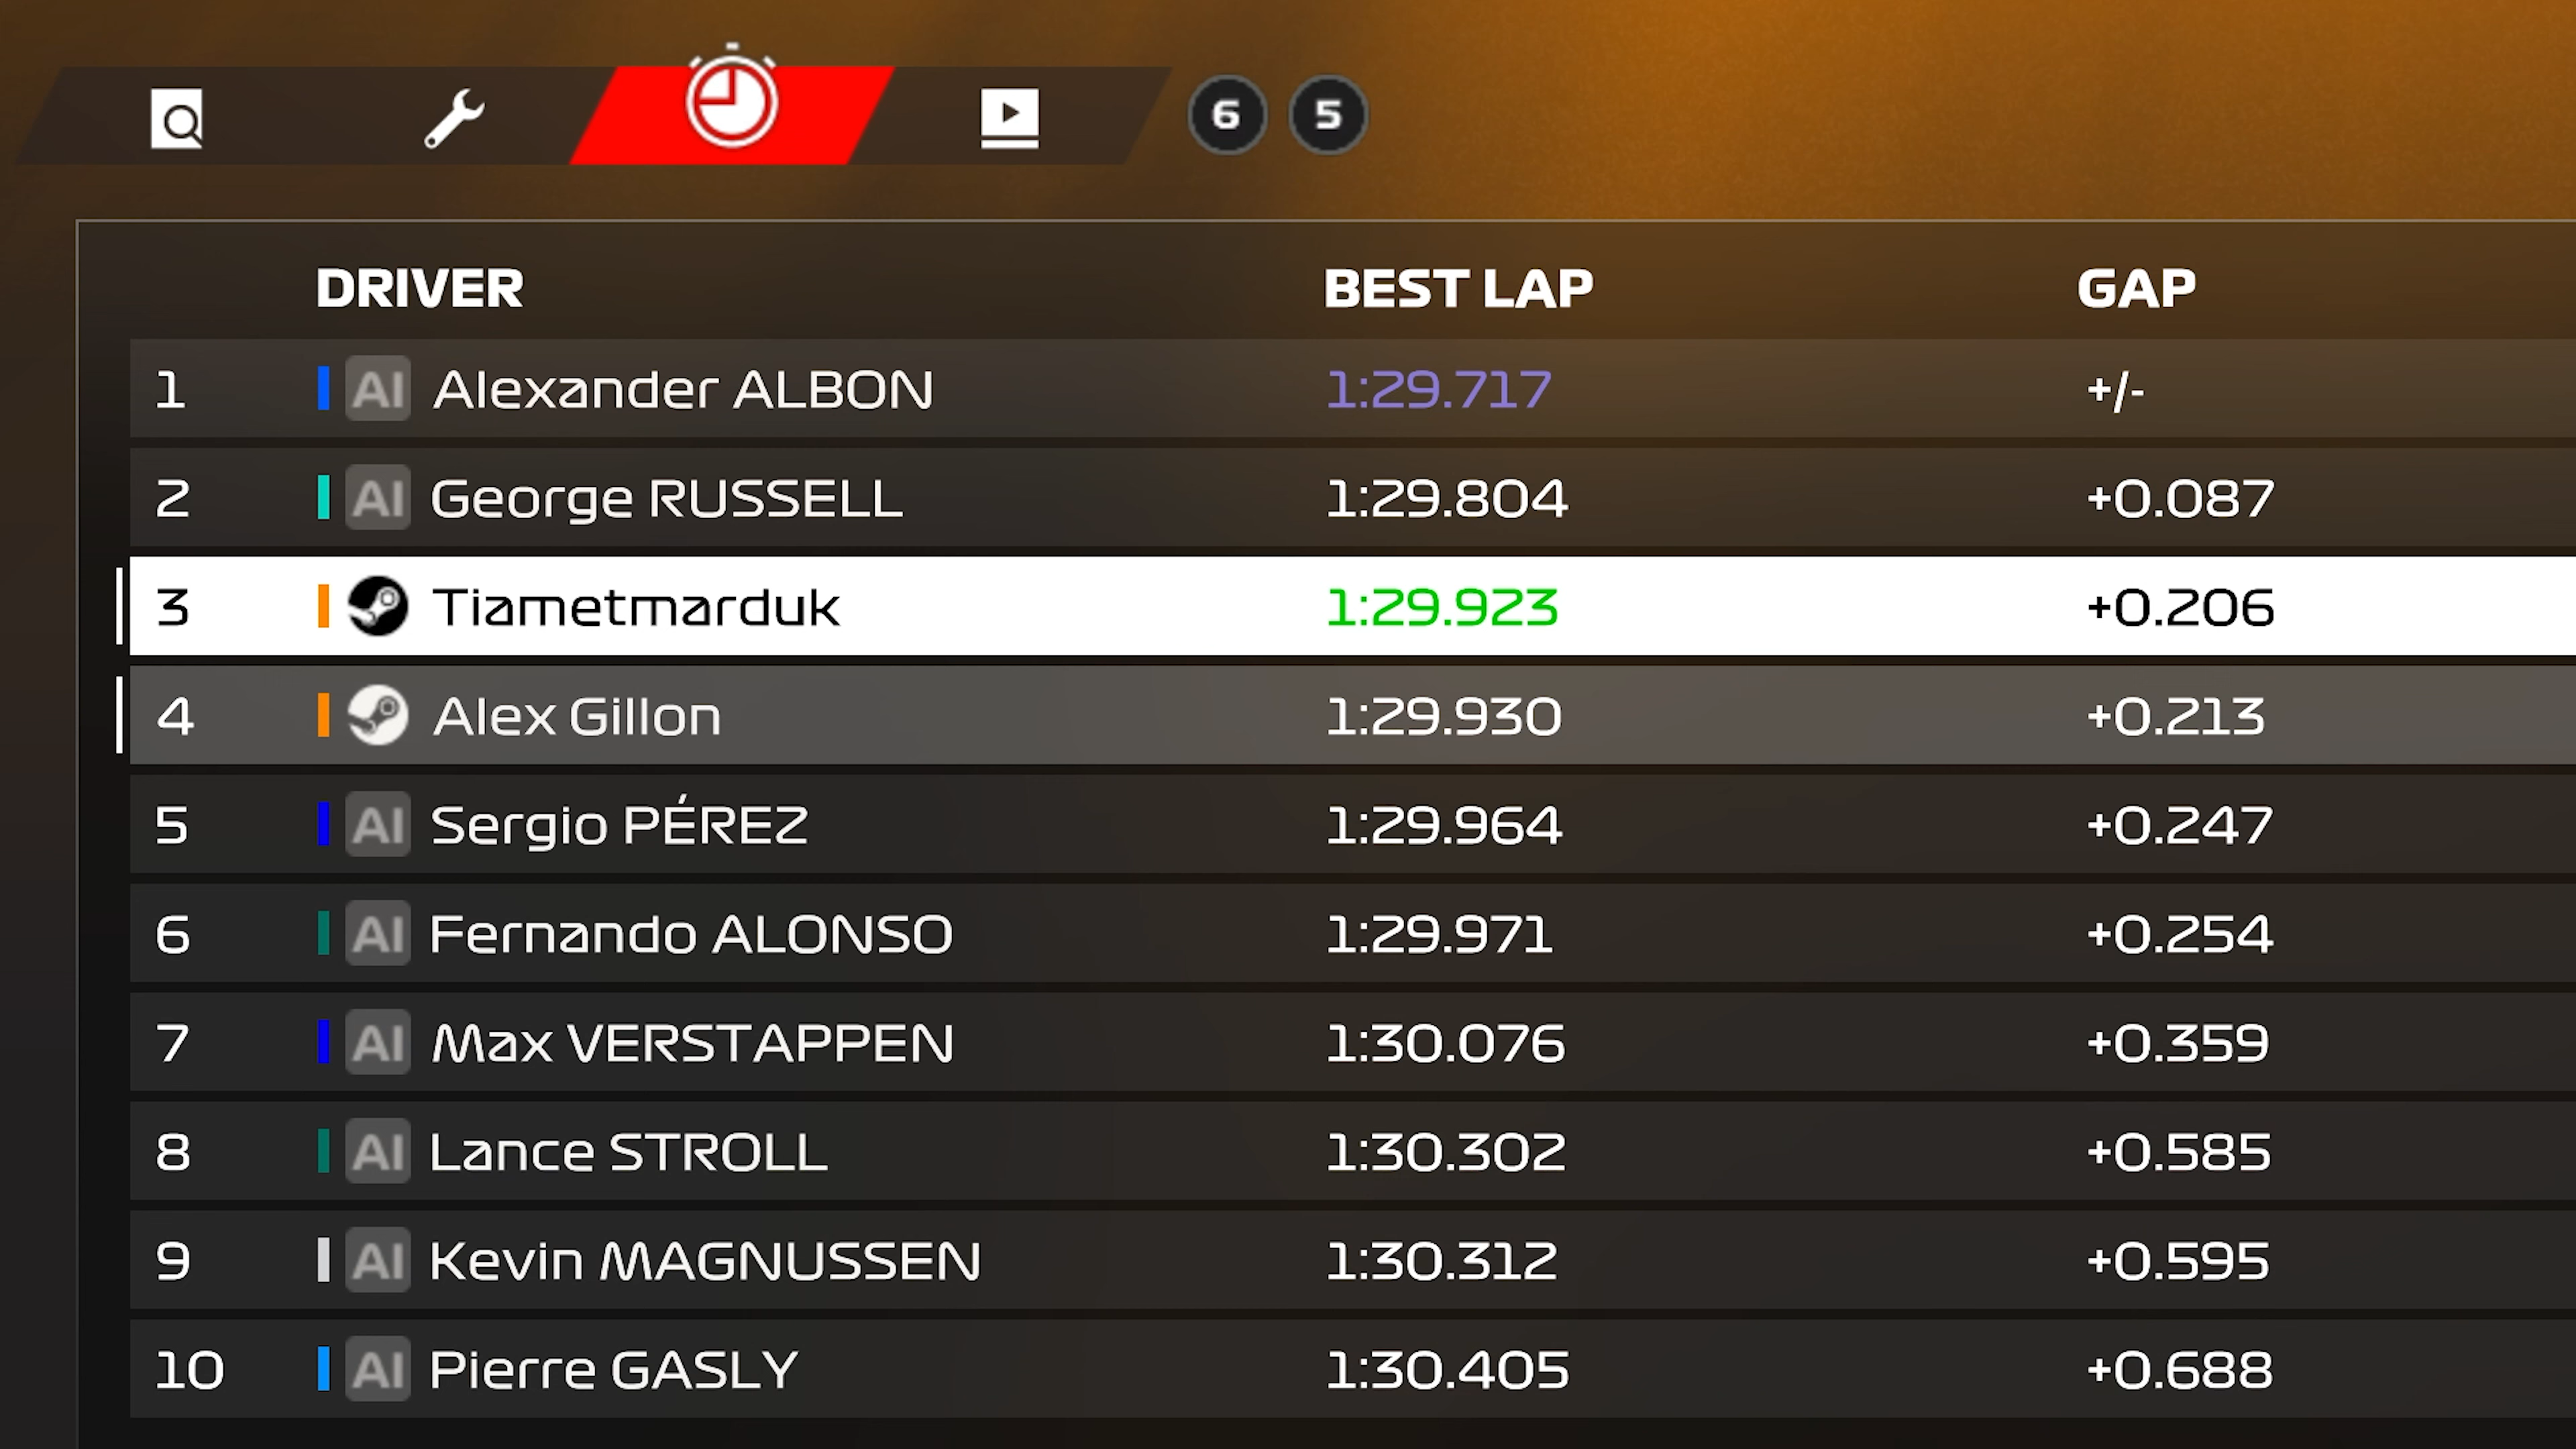 6 5
DRIVER BEST LAP GAP
1 AI Alexander ALBON 1:29.717 +/-
2 AI George RUSSELL 1:29.804 +0.087
3 Tiametmarduk 1:29.923 +0.206
4 Alex Gillon 1:29.930 +0.213
5 AI Sergio PÉREZ 1:29.964 +0.247
6 AI Fernando ALONSO 1:29.971 +0.254
7 AI Max VERSTAPPEN 1:30.076 +0.359
8 AI Lance STROLL 1:30.302 +0.585
9 AI Kevin MAGNUSSEN 1:30.312 +0.595
10 AI Pierre GASLY 1:30.405 +0.688